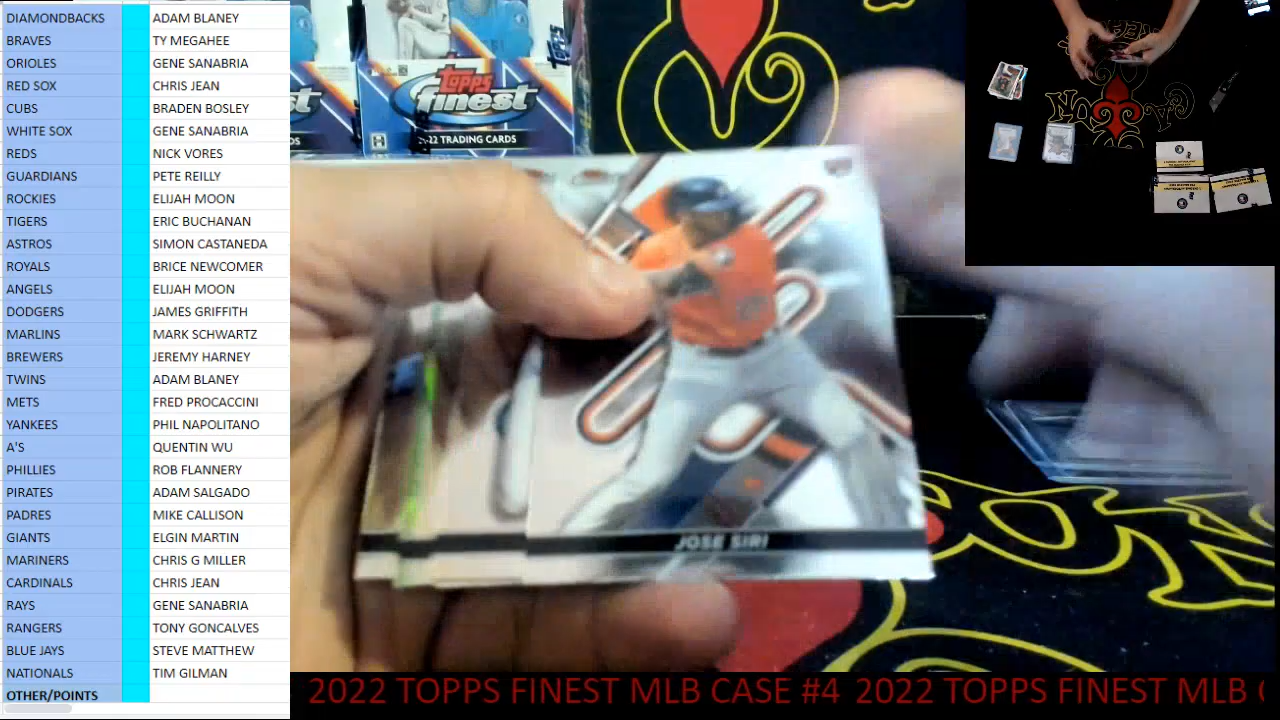 DIAMONDBACKS ADAM BLANEY
BRAVES TY MEGAHEE
ORIOLES GENE SANABRIA
RED SOX CHRIS JEAN
CUBS BRADEN BOSLEY
WHITE SOX GENE SANABRIA
REDS NICK VORES
GUARDIANS PETE REILLY
ROCKIES ELIJAH MOON
TIGERS ERIC BUCHANAN
ASTROS SIMON CASTANEDA
ROYALS BRICE NEWCOMER
ANGELS ELIJAH MOON
DODGERS JAMES GRIFFITH
MARLINS MARK SCHWARTZ
BREWERS JEREMY HARNEY
TWINS ADAM BLANEY
METS FRED PROCACCINI
YANKEES PHIL NAPOLITANO
A'S QUENTIN WU
PHILLIES ROB FLANNERY
PIRATES ADAM SALGADO
PADRES MIKE CALLISON
GIANTS ELGIN MARTIN
MARINERS CHRIS G MILLER
CARDINALS CHRIS JEAN
RAYS GENE SANABRIA
RANGERS TONY GONCALVES
BLUE JAYS STEVE MATTHEW
NATIONALS TIM GILMAN
OTHER/POINTS
TOPPS
finest
2022 TRADING CARDS
JOSE SIRI
2022 TOPPS FINEST MLB CASE #4 2022 TOPPS FINEST MLB